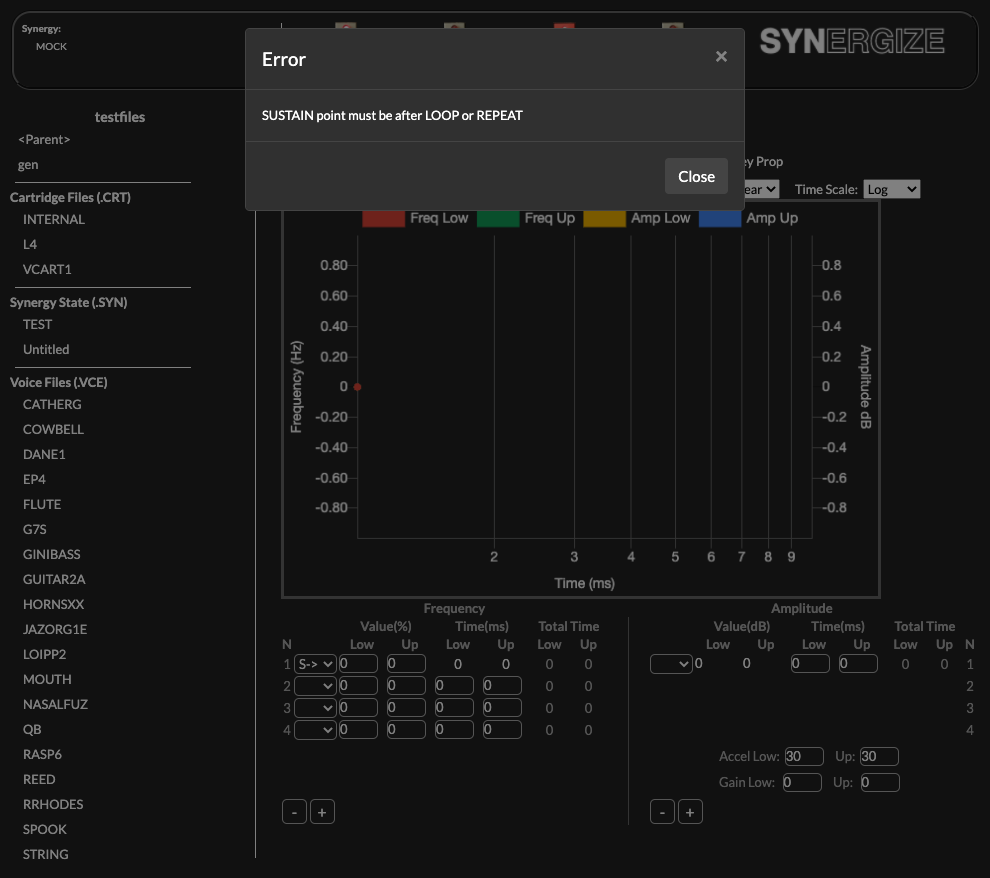 Synergy:
MOCK
SYNERGIZE
Error ×
SUSTAIN point must be after LOOP or REPEAT
Close
testfiles
<Parent>
gen
Cartridge Files (.CRT)
INTERNAL
L4
VCART1
Synergy State (.SYN)
TEST
Untitled
Voice Files (.VCE)
CATHERG
COWBELL
DANE1
EP4
FLUTE
G7S
GINIBASS
GUITAR2A
HORNSXX
JAZORG1E
LOIPP2
MOUTH
NASALFUZ
QB
RASP6
REED
RRHODES
SPOOK
STRING
Prop
Time Scale: Log
Freq Low Freq Up Amp Low Amp Up
0.80 0.8
0.60 0.6
0.40 0.4
0.20 0.2
0 0
-0.20 -0.2
-0.40 -0.4
-0.60 -0.6
-0.80 -0.8
Frequency (Hz)
Amplitude dB
2 3 4 5 6 7 8 9
Time (ms)
Frequency Amplitude
Value(%) Time(ms) Total Time Value(dB) Time(ms) Total Time
N Low Up Low Up Low Up Low Up Low Up Low Up N
1 S-> 0 0 0 0 0 0 0 0 0 0 0 0 1
2 0 0 0 0 0 0 2
3 0 0 0 0 0 0 3
4 0 0 0 0 0 0 4
Accel Low: 30 Up: 30
Gain Low: 0 Up: 0
- + - +